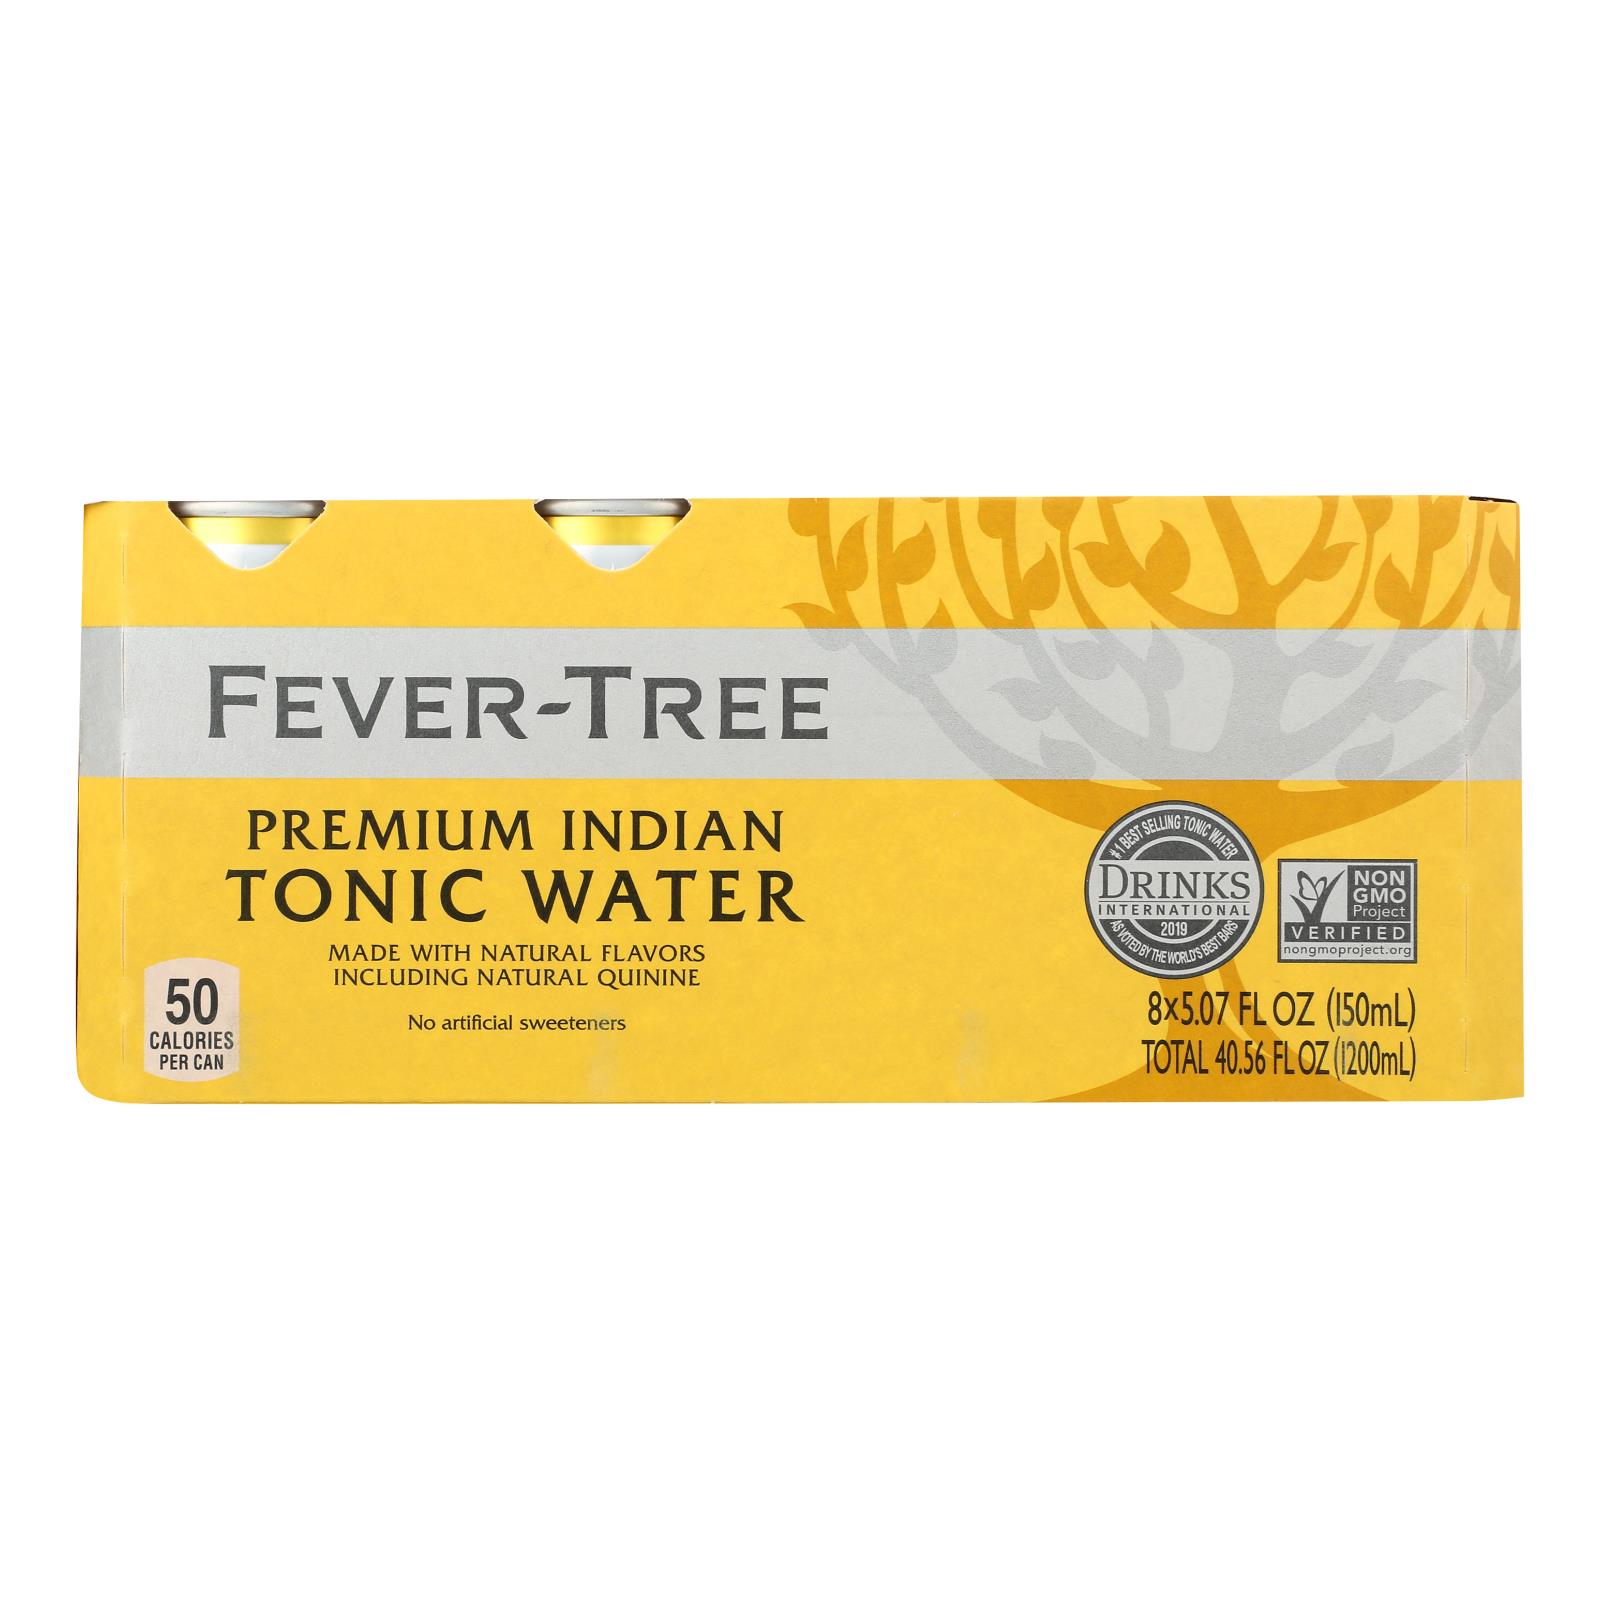 FEVER-TREE
PREMIUM INDIAN
TONIC WATER
MADE WITH NATURAL FLAVORS
INCLUDING NATURAL QUININE
No artificial sweeteners
50
CALORIES
PER CAN
#1 BEST SELLING TONIC WATER
DRINKS
INTERNATIONAL
2019
AS VOTED BY THE WORLD'S BEST BARS
NON
GMO
Project
VERIFIED
nongmoproject.org
8x5.07 FL OZ (150mL)
TOTAL 40.56 FL OZ (1200mL)